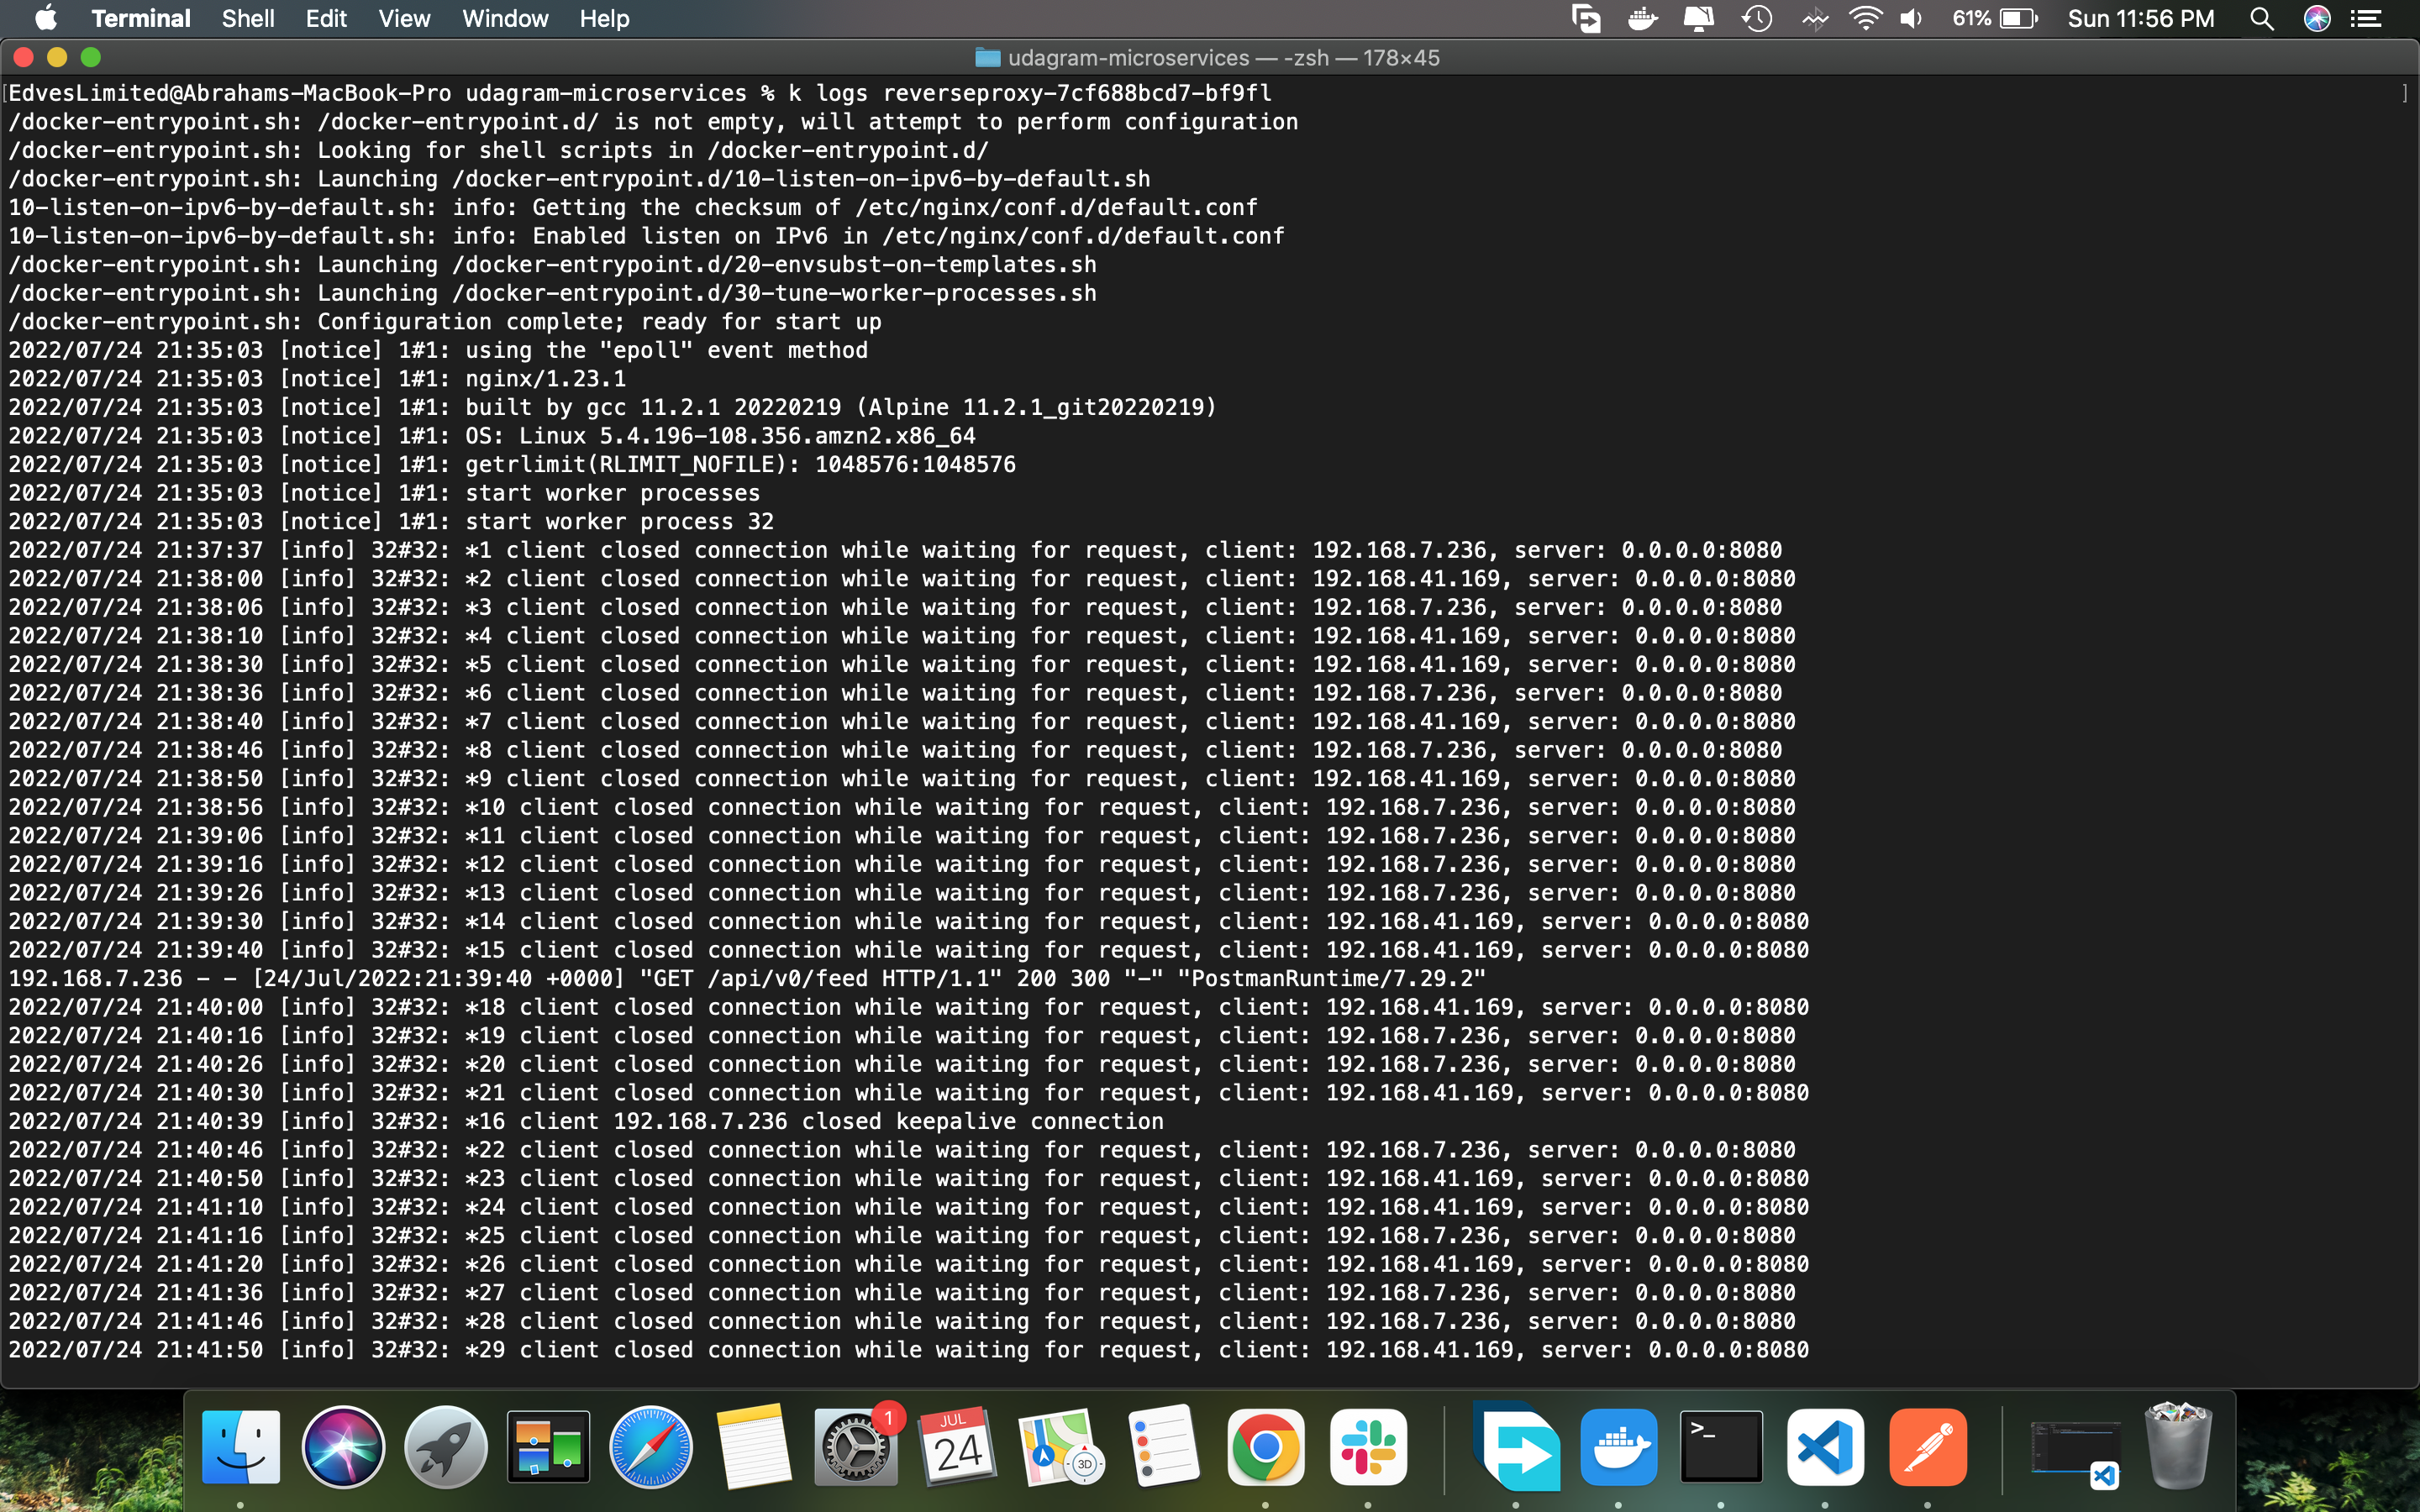 Terminal Shell Edit View Window Help 61% Sun 11:56 PM
udagram-microservices — -zsh — 178×45
[EdvesLimited@Abrahams-MacBook-Pro udagram-microservices % k logs reverseproxy-7cf688bcd7-bf9fl ]
/docker-entrypoint.sh: /docker-entrypoint.d/ is not empty, will attempt to perform configuration
/docker-entrypoint.sh: Looking for shell scripts in /docker-entrypoint.d/
/docker-entrypoint.sh: Launching /docker-entrypoint.d/10-listen-on-ipv6-by-default.sh
10-listen-on-ipv6-by-default.sh: info: Getting the checksum of /etc/nginx/conf.d/default.conf
10-listen-on-ipv6-by-default.sh: info: Enabled listen on IPv6 in /etc/nginx/conf.d/default.conf
/docker-entrypoint.sh: Launching /docker-entrypoint.d/20-envsubst-on-templates.sh
/docker-entrypoint.sh: Launching /docker-entrypoint.d/30-tune-worker-processes.sh
/docker-entrypoint.sh: Configuration complete; ready for start up
2022/07/24 21:35:03 [notice] 1#1: using the "epoll" event method
2022/07/24 21:35:03 [notice] 1#1: nginx/1.23.1
2022/07/24 21:35:03 [notice] 1#1: built by gcc 11.2.1 20220219 (Alpine 11.2.1_git20220219)
2022/07/24 21:35:03 [notice] 1#1: OS: Linux 5.4.196-108.356.amzn2.x86_64
2022/07/24 21:35:03 [notice] 1#1: getrlimit(RLIMIT_NOFILE): 1048576:1048576
2022/07/24 21:35:03 [notice] 1#1: start worker processes
2022/07/24 21:35:03 [notice] 1#1: start worker process 32
2022/07/24 21:37:37 [info] 32#32: *1 client closed connection while waiting for request, client: 192.168.7.236, server: 0.0.0.0:8080
2022/07/24 21:38:00 [info] 32#32: *2 client closed connection while waiting for request, client: 192.168.41.169, server: 0.0.0.0:8080
2022/07/24 21:38:06 [info] 32#32: *3 client closed connection while waiting for request, client: 192.168.7.236, server: 0.0.0.0:8080
2022/07/24 21:38:10 [info] 32#32: *4 client closed connection while waiting for request, client: 192.168.41.169, server: 0.0.0.0:8080
2022/07/24 21:38:30 [info] 32#32: *5 client closed connection while waiting for request, client: 192.168.41.169, server: 0.0.0.0:8080
2022/07/24 21:38:36 [info] 32#32: *6 client closed connection while waiting for request, client: 192.168.7.236, server: 0.0.0.0:8080
2022/07/24 21:38:40 [info] 32#32: *7 client closed connection while waiting for request, client: 192.168.41.169, server: 0.0.0.0:8080
2022/07/24 21:38:46 [info] 32#32: *8 client closed connection while waiting for request, client: 192.168.7.236, server: 0.0.0.0:8080
2022/07/24 21:38:50 [info] 32#32: *9 client closed connection while waiting for request, client: 192.168.41.169, server: 0.0.0.0:8080
2022/07/24 21:38:56 [info] 32#32: *10 client closed connection while waiting for request, client: 192.168.7.236, server: 0.0.0.0:8080
2022/07/24 21:39:06 [info] 32#32: *11 client closed connection while waiting for request, client: 192.168.7.236, server: 0.0.0.0:8080
2022/07/24 21:39:16 [info] 32#32: *12 client closed connection while waiting for request, client: 192.168.7.236, server: 0.0.0.0:8080
2022/07/24 21:39:26 [info] 32#32: *13 client closed connection while waiting for request, client: 192.168.7.236, server: 0.0.0.0:8080
2022/07/24 21:39:30 [info] 32#32: *14 client closed connection while waiting for request, client: 192.168.41.169, server: 0.0.0.0:8080
2022/07/24 21:39:40 [info] 32#32: *15 client closed connection while waiting for request, client: 192.168.41.169, server: 0.0.0.0:8080
192.168.7.236 - - [24/Jul/2022:21:39:40 +0000] "GET /api/v0/feed HTTP/1.1" 200 300 "-" "PostmanRuntime/7.29.2"
2022/07/24 21:40:00 [info] 32#32: *18 client closed connection while waiting for request, client: 192.168.41.169, server: 0.0.0.0:8080
2022/07/24 21:40:16 [info] 32#32: *19 client closed connection while waiting for request, client: 192.168.7.236, server: 0.0.0.0:8080
2022/07/24 21:40:26 [info] 32#32: *20 client closed connection while waiting for request, client: 192.168.7.236, server: 0.0.0.0:8080
2022/07/24 21:40:30 [info] 32#32: *21 client closed connection while waiting for request, client: 192.168.41.169, server: 0.0.0.0:8080
2022/07/24 21:40:39 [info] 32#32: *16 client 192.168.7.236 closed keepalive connection
2022/07/24 21:40:46 [info] 32#32: *22 client closed connection while waiting for request, client: 192.168.7.236, server: 0.0.0.0:8080
2022/07/24 21:40:50 [info] 32#32: *23 client closed connection while waiting for request, client: 192.168.41.169, server: 0.0.0.0:8080
2022/07/24 21:41:10 [info] 32#32: *24 client closed connection while waiting for request, client: 192.168.41.169, server: 0.0.0.0:8080
2022/07/24 21:41:16 [info] 32#32: *25 client closed connection while waiting for request, client: 192.168.7.236, server: 0.0.0.0:8080
2022/07/24 21:41:20 [info] 32#32: *26 client closed connection while waiting for request, client: 192.168.41.169, server: 0.0.0.0:8080
2022/07/24 21:41:36 [info] 32#32: *27 client closed connection while waiting for request, client: 192.168.7.236, server: 0.0.0.0:8080
2022/07/24 21:41:46 [info] 32#32: *28 client closed connection while waiting for request, client: 192.168.7.236, server: 0.0.0.0:8080
2022/07/24 21:41:50 [info] 32#32: *29 client closed connection while waiting for request, client: 192.168.41.169, server: 0.0.0.0:8080
1
JUL
24
3D
>_